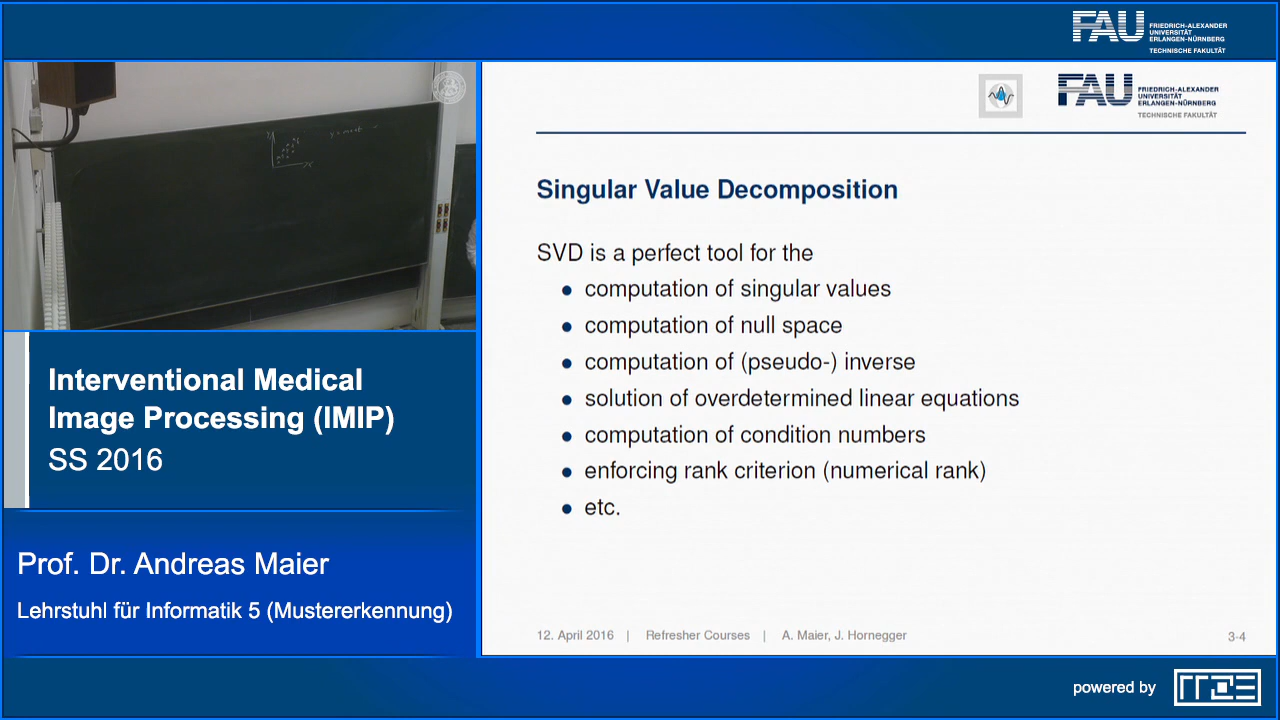 FAU FRIEDRICH-ALEXANDER
UNIVERSITÄT
ERLANGEN-NÜRNBERG
TECHNISCHE FAKULTÄT
FAU FRIEDRICH-ALEXANDER
UNIVERSITÄT
ERLANGEN-NÜRNBERG
TECHNISCHE FAKULTÄT
Singular Value Decomposition
SVD is a perfect tool for the
● computation of singular values
● computation of null space
● computation of (pseudo-) inverse
● solution of overdetermined linear equations
● computation of condition numbers
● enforcing rank criterion (numerical rank)
● etc.
12. April 2016 | Refresher Courses | A. Maier, J. Hornegger 3-4
Interventional Medical
Image Processing (IMIP)
SS 2016
Prof. Dr. Andreas Maier
Lehrstuhl für Informatik 5 (Mustererkennung)
powered by RRZE